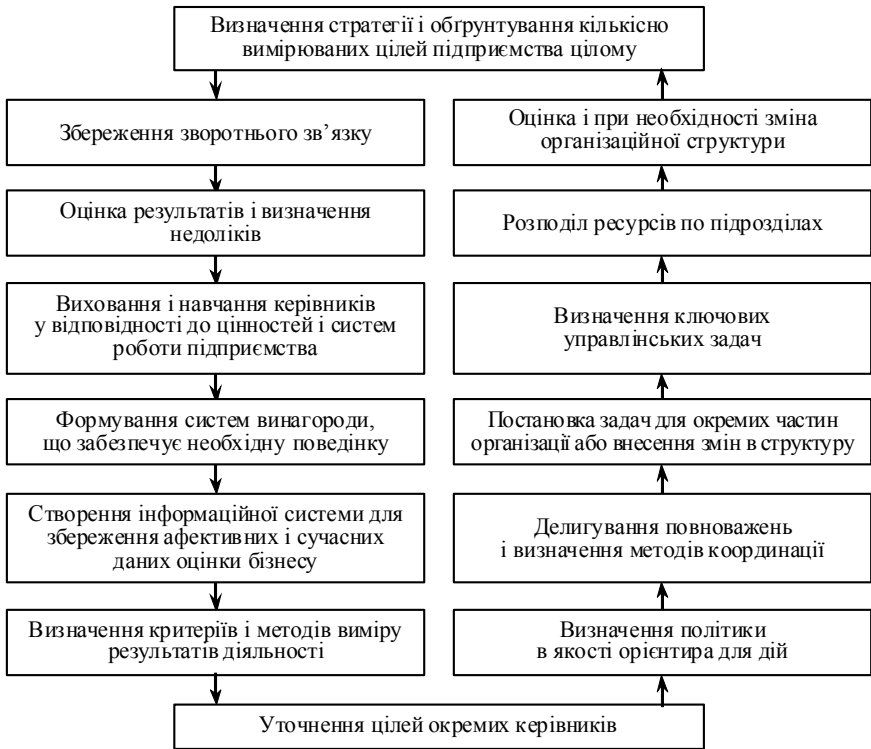 Визначення стратегії і обґрунтування кількісно
вимірюваних цілей підприємства цілому
Збереження зворотнього зв’язку
Оцінка результатів і визначення
недоліків
Виховання і навчання керівників
у відповідності до цінностей і систем
роботи підприємства
Формування систем винагороди,
що забезпечує необхідну поведінку
Створення інформаційної системи для
збереження афективних і сучасних
даних оцінки бізнесу
Визначення критеріїв і методів виміру
результатів діяльності
Оцінка і при необхідності зміна
організаційної структури
Розподіл ресурсів по підрозділах
Визначення ключових
управлінських задач
Постановка задач для окремих частин
організації або внесення змін в структуру
Делигування повноважень
і визначення методів координації
Визначення політики
в якості орієнтира для дій
Уточнення цілей окремих керівників